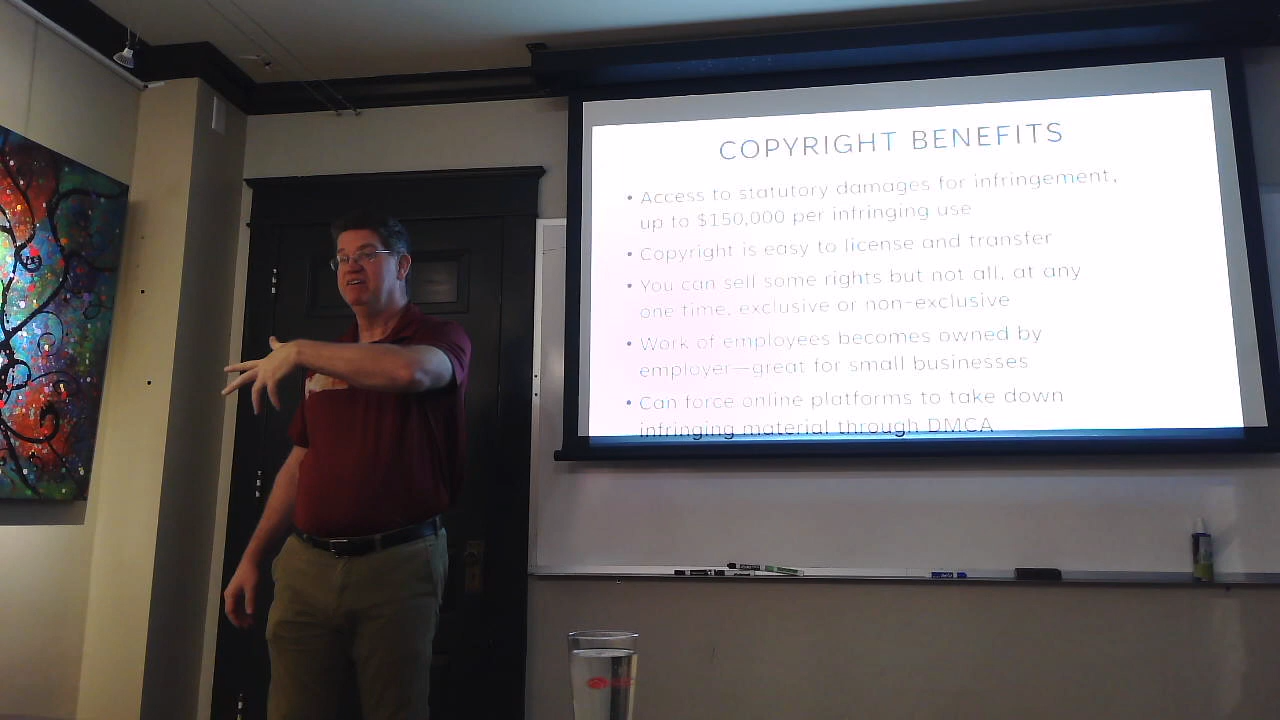 COPYRIGHT BENEFITS
• Access to statutory damages for infringement,
up to $150,000 per infringing use
• Copyright is easy to license and transfer
• You can sell some rights but not all, at any
one time, exclusive or non-exclusive
• Work of employees becomes owned by
employer—great for small businesses
• Can force online platforms to take down
infringing material through DMCA